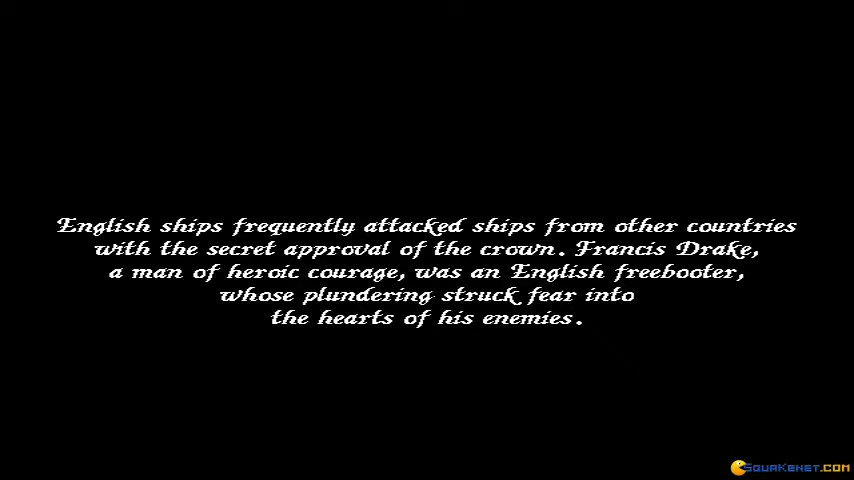 English ships frequently attacked ships from other countries
with the secret approval of the crown. Francis Drake,
a man of heroic courage, was an English freebooter,
whose plundering struck fear into
the hearts of his enemies.
SQUAKENET.COM